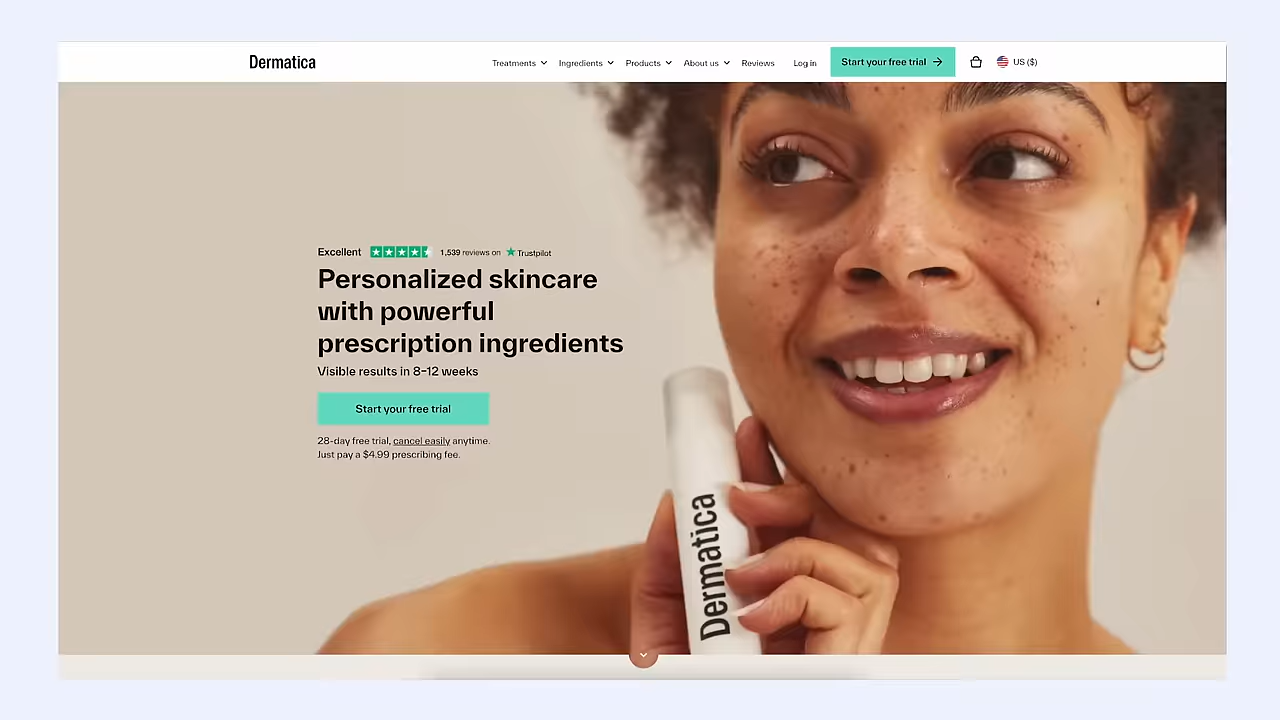 Dermatica
Treatments Ingredients Products About us Reviews Log in Start your free trial → US ($)
Excellent 1,539 reviews on Trustpilot
Personalized skincare
with powerful
prescription ingredients
Visible results in 8–12 weeks
Start your free trial
28-day free trial, cancel easily anytime.
Just pay a $4.99 prescribing fee.
Dermatica